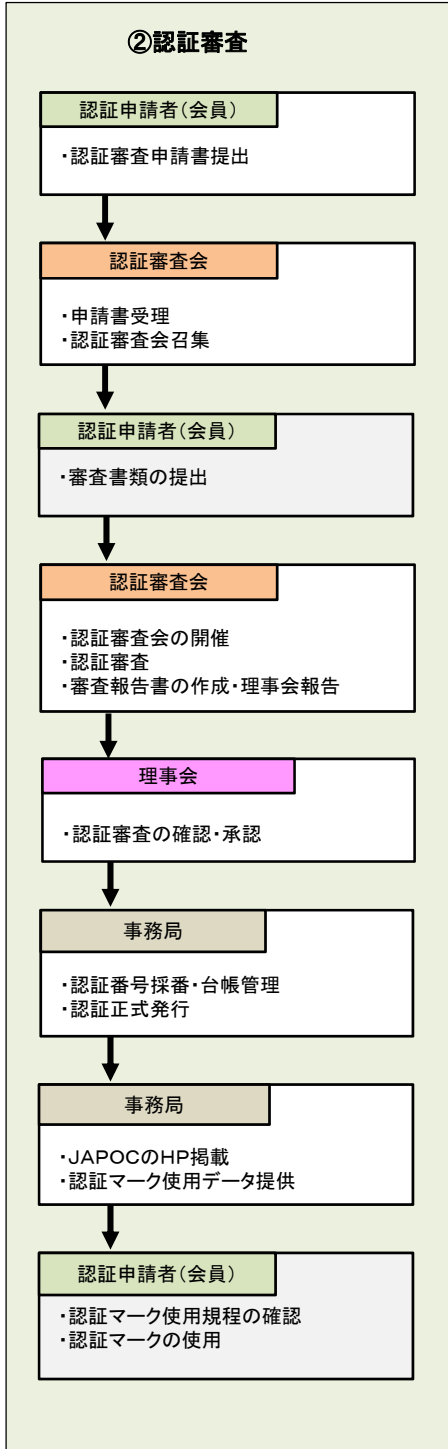 ②認証審査
認証申請者（会員）
・認証審査申請書提出
認証審査会
・申請書受理
・認証審査会召集
認証申請者（会員）
・審査書類の提出
認証審査会
・認証審査会の開催
・認証審査
・審査報告書の作成・理事会報告
理事会
・認証審査の確認・承認
事務局
・認証番号採番・台帳管理
・認証正式発行
事務局
・ＪＡＰＯＣのＨＰ掲載
・認証マーク使用データ提供
認証申請者（会員）
・認証マーク使用規程の確認
・認証マークの使用